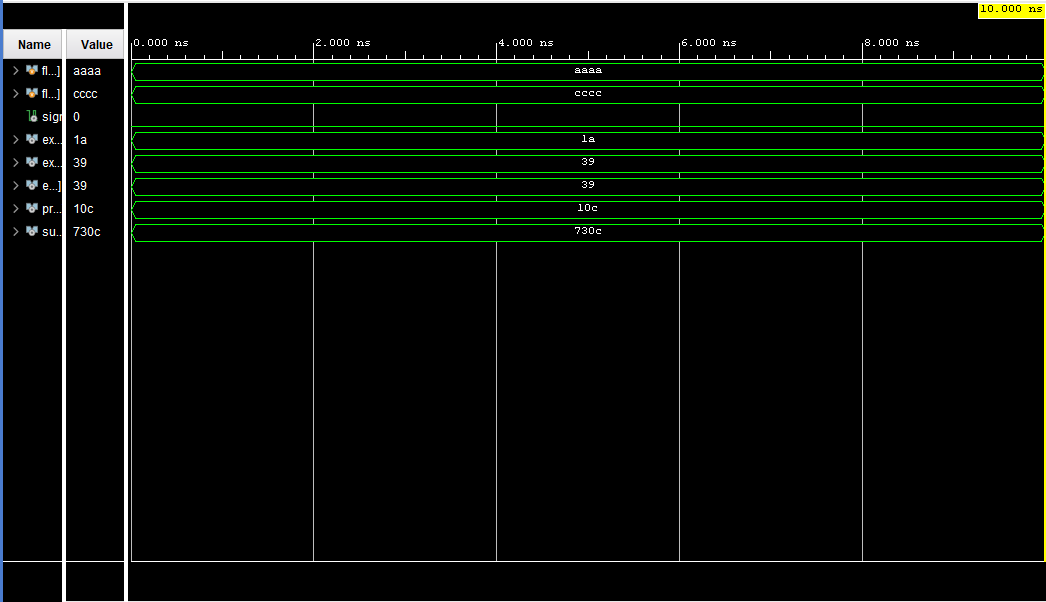 10.000 ns
Name Value 0.000 ns 2.000 ns 4.000 ns 6.000 ns 8.000 ns
fl...] aaaa aaaa
fl...] cccc cccc
sigr 0
ex... 1a 1a
ex... 39 39
e...] 39 39
pr... 10c 10c
su... 730c 730c